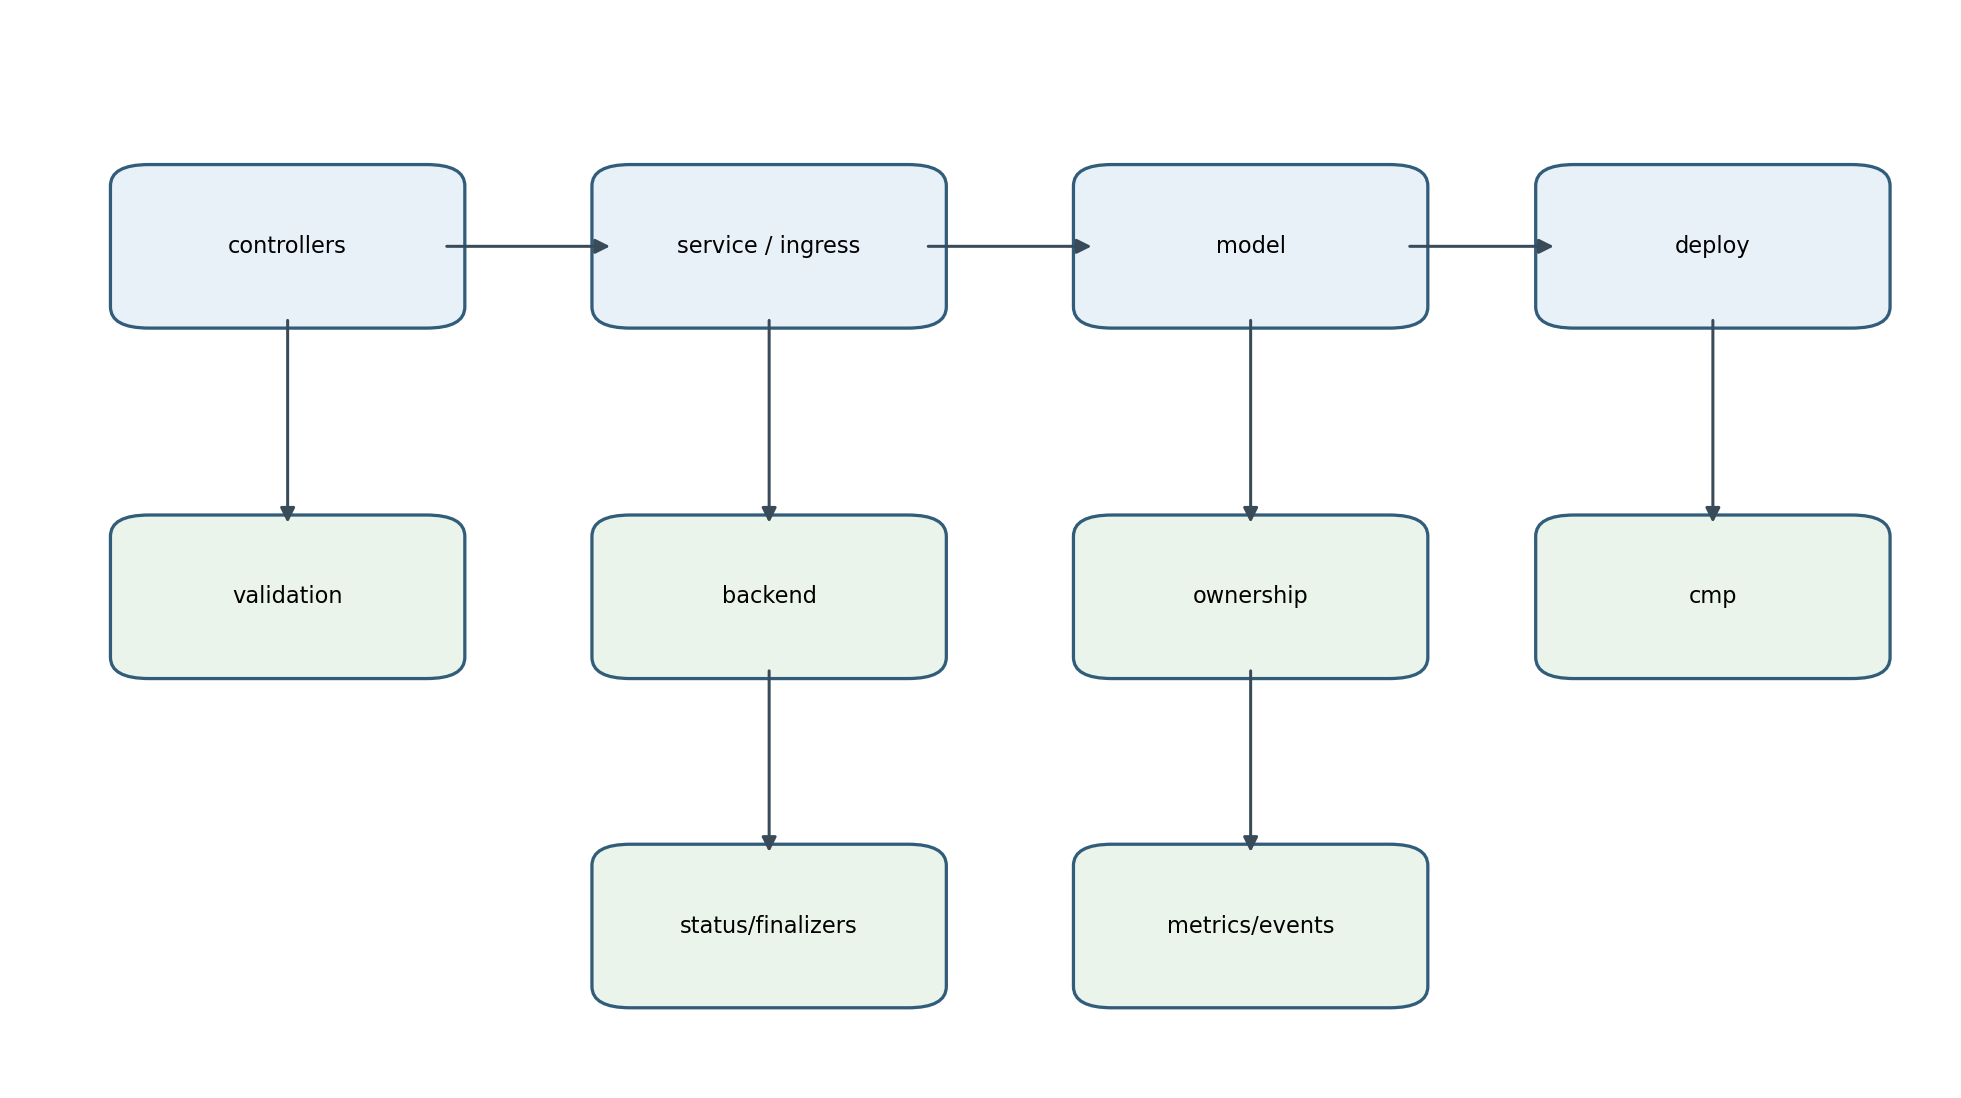 controllers
service / ingress
model
deploy
validation
backend
ownership
cmp
status/finalizers
metrics/events